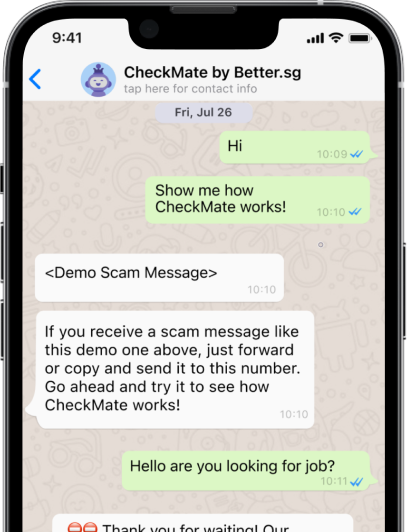 9:41
CheckMate by Better.sg
tap here for contact info
Fri, Jul 26
Hi
10:09
Show me how
CheckMate works!
10:10
<Demo Scam Message>
10:10
If you receive a scam message like
this demo one above, just forward
or copy and send it to this number.
Go ahead and try it to see how
CheckMate works!
10:10
Hello are you looking for job?
10:11
Thank you for waiting! Our